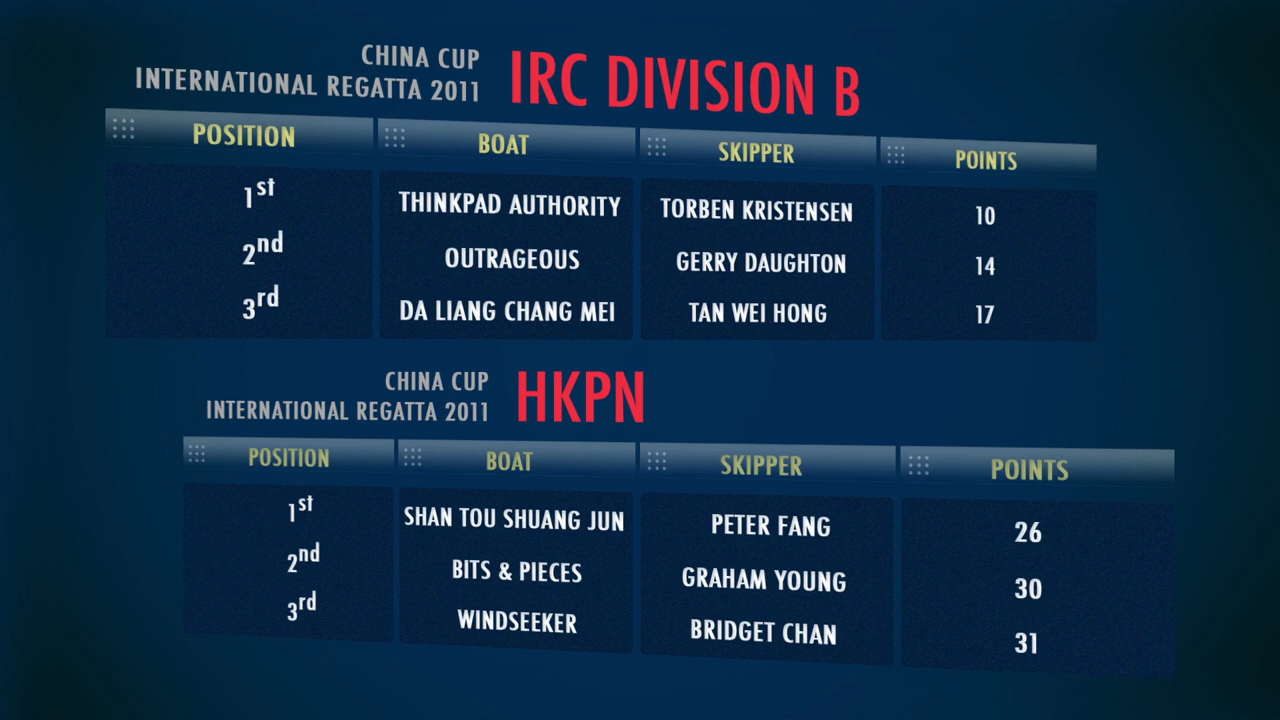 CHINA CUP
INTERNATIONAL REGATTA 2011
IRC DIVISION B
POSITION BOAT SKIPPER POINTS
1st THINKPAD AUTHORITY TORBEN KRISTENSEN 10
2nd OUTRAGEOUS GERRY DAUGHTON 14
3rd DA LIANG CHANG MEI TAN WEI HONG 17
CHINA CUP
INTERNATIONAL REGATTA 2011
HKPN
POSITION BOAT SKIPPER POINTS
1st SHAN TOU SHUANG JUN PETER FANG 26
2nd BITS & PIECES GRAHAM YOUNG 30
3rd WINDSEEKER BRIDGET CHAN 31